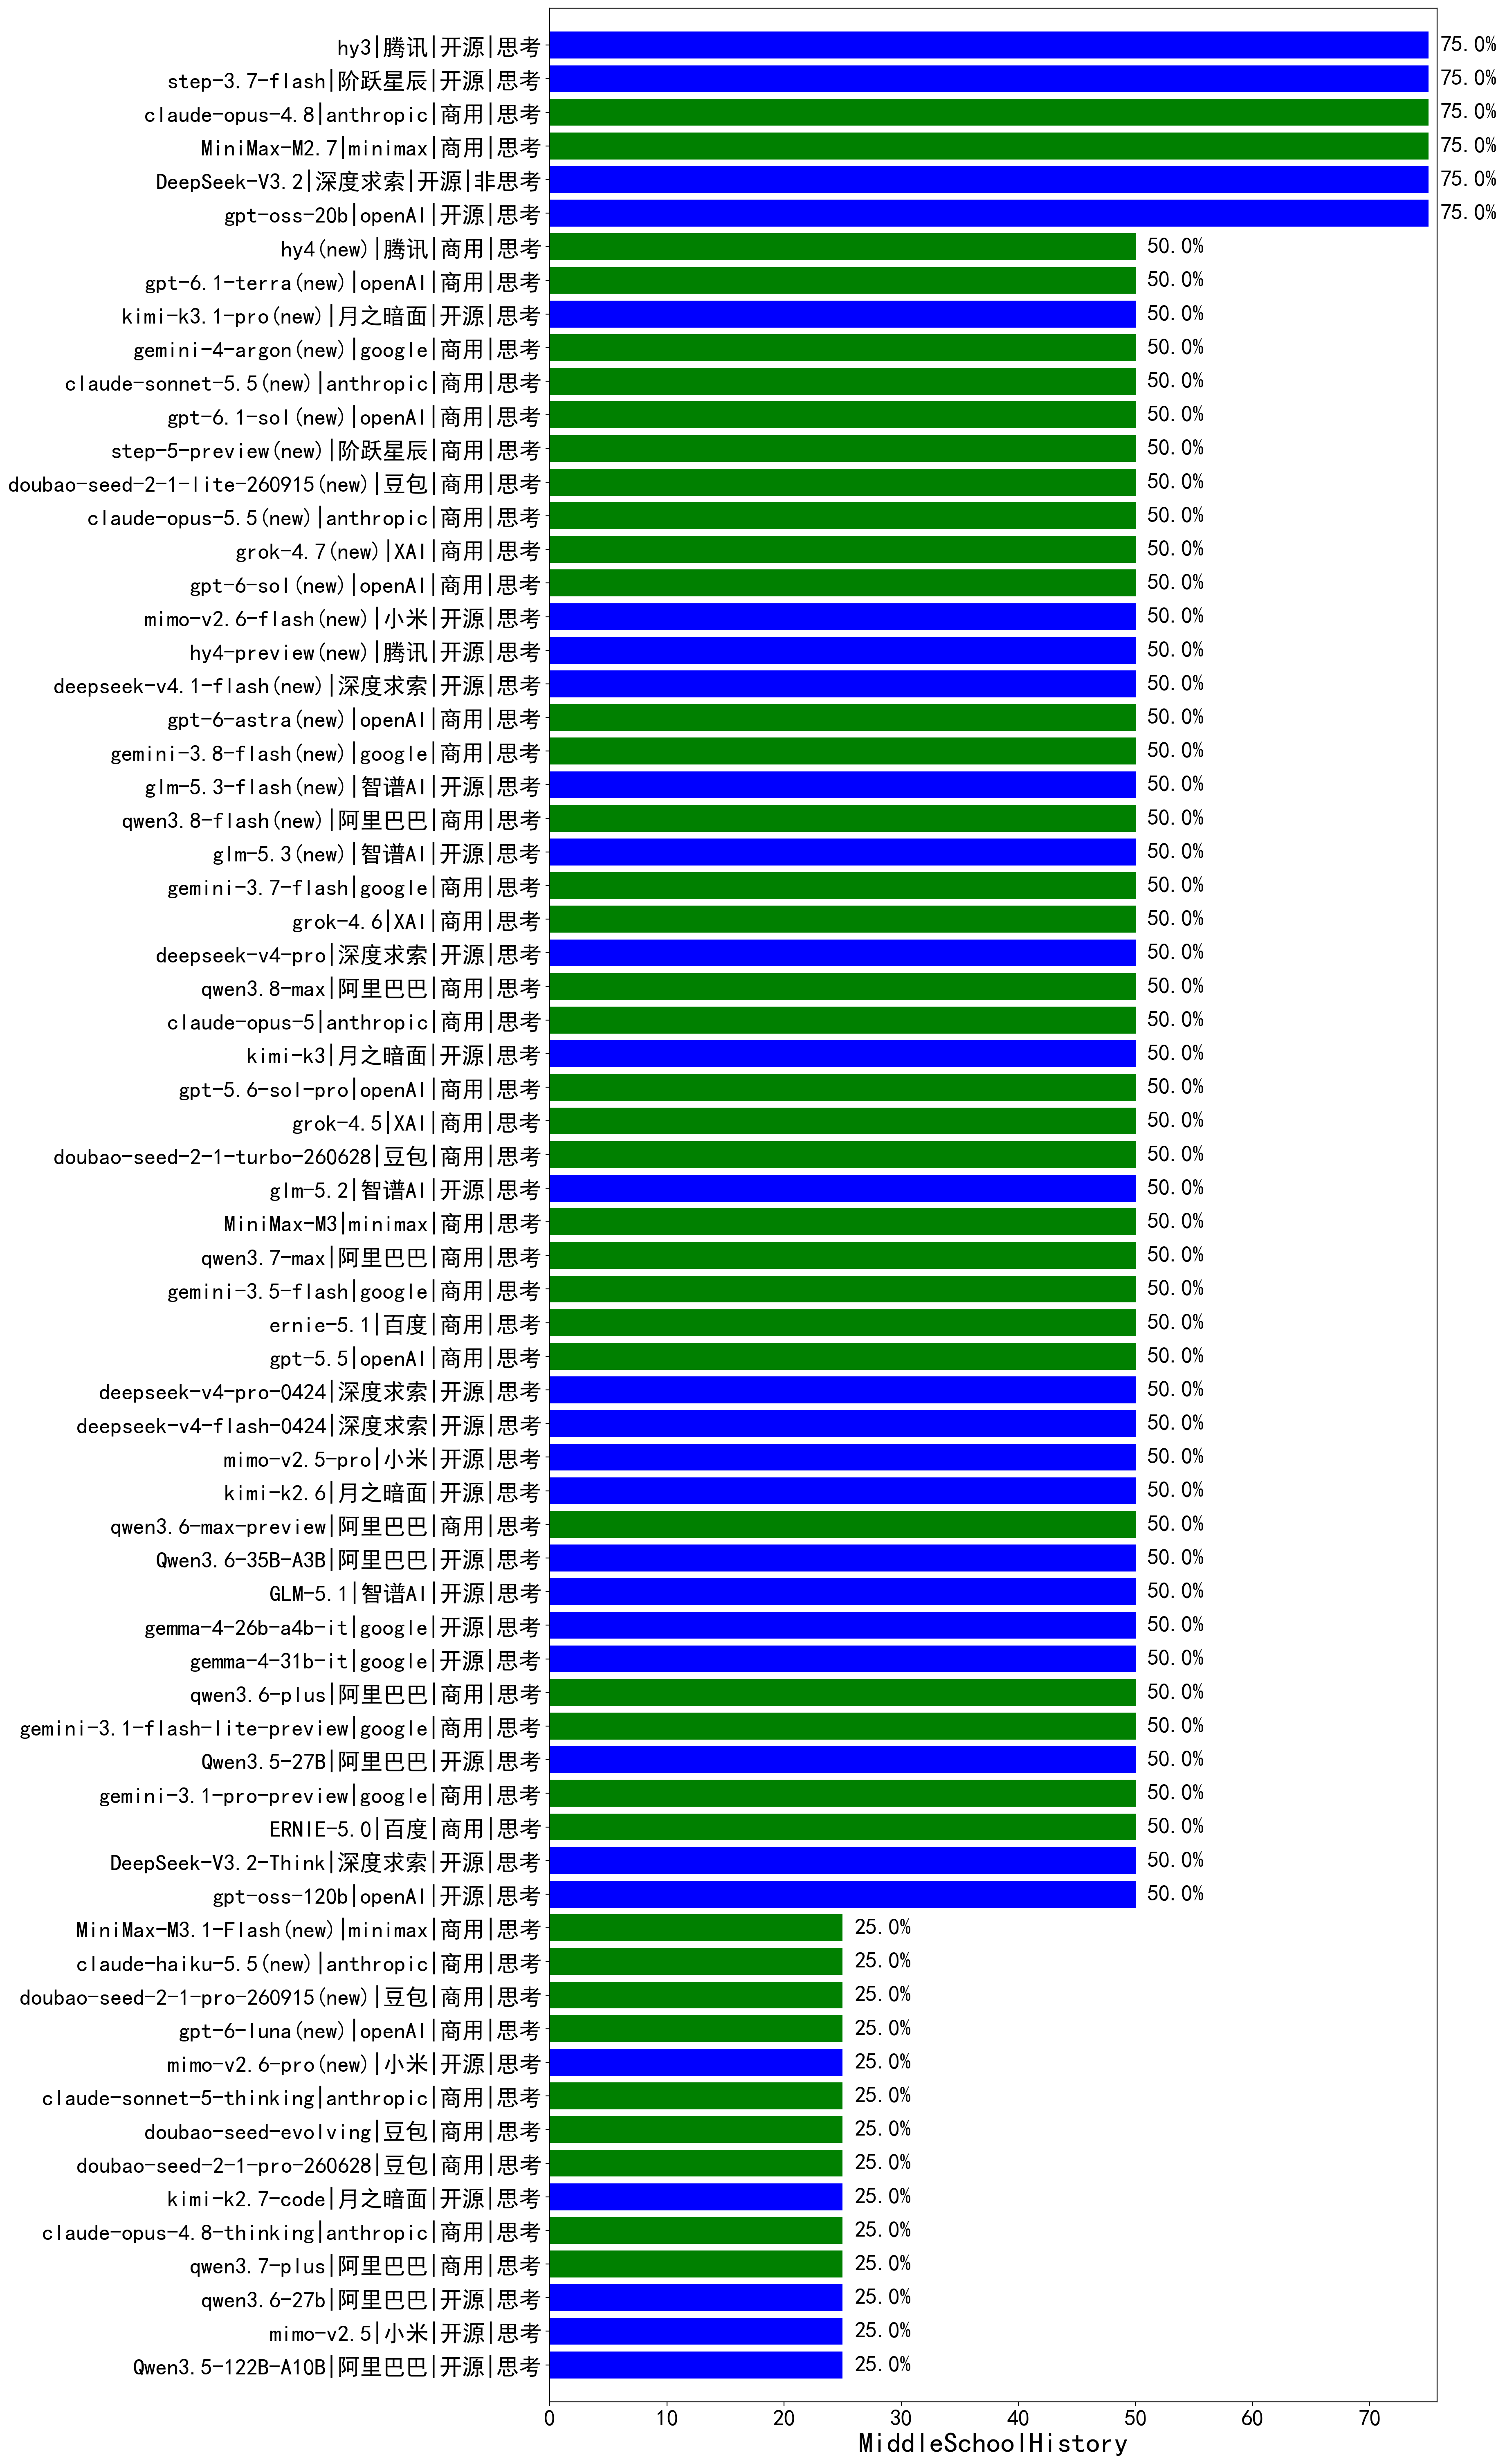 hy3|腾讯|开源|思考 75.0%
step-3.7-flash|阶跃星辰|开源|思考 75.0%
claude-opus-4.8|anthropic|商用|思考 75.0%
MiniMax-M2.7|minimax|商用|思考 75.0%
DeepSeek-V3.2|深度求索|开源|非思考 75.0%
gpt-oss-20b|openAI|开源|思考 75.0%
hy4(new)|腾讯|商用|思考 50.0%
gpt-6.1-terra(new)|openAI|商用|思考 50.0%
kimi-k3.1-pro(new)|月之暗面|开源|思考 50.0%
gemini-4-argon(new)|google|商用|思考 50.0%
claude-sonnet-5.5(new)|anthropic|商用|思考 50.0%
gpt-6.1-sol(new)|openAI|商用|思考 50.0%
step-5-preview(new)|阶跃星辰|商用|思考 50.0%
doubao-seed-2-1-lite-260915(new)|豆包|商用|思考 50.0%
claude-opus-5.5(new)|anthropic|商用|思考 50.0%
grok-4.7(new)|XAI|商用|思考 50.0%
gpt-6-sol(new)|openAI|商用|思考 50.0%
mimo-v2.6-flash(new)|小米|开源|思考 50.0%
hy4-preview(new)|腾讯|开源|思考 50.0%
deepseek-v4.1-flash(new)|深度求索|开源|思考 50.0%
gpt-6-astra(new)|openAI|商用|思考 50.0%
gemini-3.8-flash(new)|google|商用|思考 50.0%
glm-5.3-flash(new)|智谱AI|开源|思考 50.0%
qwen3.8-flash(new)|阿里巴巴|商用|思考 50.0%
glm-5.3(new)|智谱AI|开源|思考 50.0%
gemini-3.7-flash|google|商用|思考 50.0%
grok-4.6|XAI|商用|思考 50.0%
deepseek-v4-pro|深度求索|开源|思考 50.0%
qwen3.8-max|阿里巴巴|商用|思考 50.0%
claude-opus-5|anthropic|商用|思考 50.0%
kimi-k3|月之暗面|开源|思考 50.0%
gpt-5.6-sol-pro|openAI|商用|思考 50.0%
grok-4.5|XAI|商用|思考 50.0%
doubao-seed-2-1-turbo-260628|豆包|商用|思考 50.0%
glm-5.2|智谱AI|开源|思考 50.0%
MiniMax-M3|minimax|商用|思考 50.0%
qwen3.7-max|阿里巴巴|商用|思考 50.0%
gemini-3.5-flash|google|商用|思考 50.0%
ernie-5.1|百度|商用|思考 50.0%
gpt-5.5|openAI|商用|思考 50.0%
deepseek-v4-pro-0424|深度求索|开源|思考 50.0%
deepseek-v4-flash-0424|深度求索|开源|思考 50.0%
mimo-v2.5-pro|小米|开源|思考 50.0%
kimi-k2.6|月之暗面|开源|思考 50.0%
qwen3.6-max-preview|阿里巴巴|商用|思考 50.0%
Qwen3.6-35B-A3B|阿里巴巴|开源|思考 50.0%
GLM-5.1|智谱AI|开源|思考 50.0%
gemma-4-26b-a4b-it|google|开源|思考 50.0%
gemma-4-31b-it|google|开源|思考 50.0%
qwen3.6-plus|阿里巴巴|商用|思考 50.0%
gemini-3.1-flash-lite-preview|google|商用|思考 50.0%
Qwen3.5-27B|阿里巴巴|开源|思考 50.0%
gemini-3.1-pro-preview|google|商用|思考 50.0%
ERNIE-5.0|百度|商用|思考 50.0%
DeepSeek-V3.2-Think|深度求索|开源|思考 50.0%
gpt-oss-120b|openAI|开源|思考 50.0%
MiniMax-M3.1-Flash(new)|minimax|商用|思考 25.0%
claude-haiku-5.5(new)|anthropic|商用|思考 25.0%
doubao-seed-2-1-pro-260915(new)|豆包|商用|思考 25.0%
gpt-6-luna(new)|openAI|商用|思考 25.0%
mimo-v2.6-pro(new)|小米|开源|思考 25.0%
claude-sonnet-5-thinking|anthropic|商用|思考 25.0%
doubao-seed-evolving|豆包|商用|思考 25.0%
doubao-seed-2-1-pro-260628|豆包|商用|思考 25.0%
kimi-k2.7-code|月之暗面|开源|思考 25.0%
claude-opus-4.8-thinking|anthropic|商用|思考 25.0%
qwen3.7-plus|阿里巴巴|商用|思考 25.0%
qwen3.6-27b|阿里巴巴|开源|思考 25.0%
mimo-v2.5|小米|开源|思考 25.0%
Qwen3.5-122B-A10B|阿里巴巴|开源|思考 25.0%
0 10 20 30 40 50 60 70
MiddleSchoolHistory